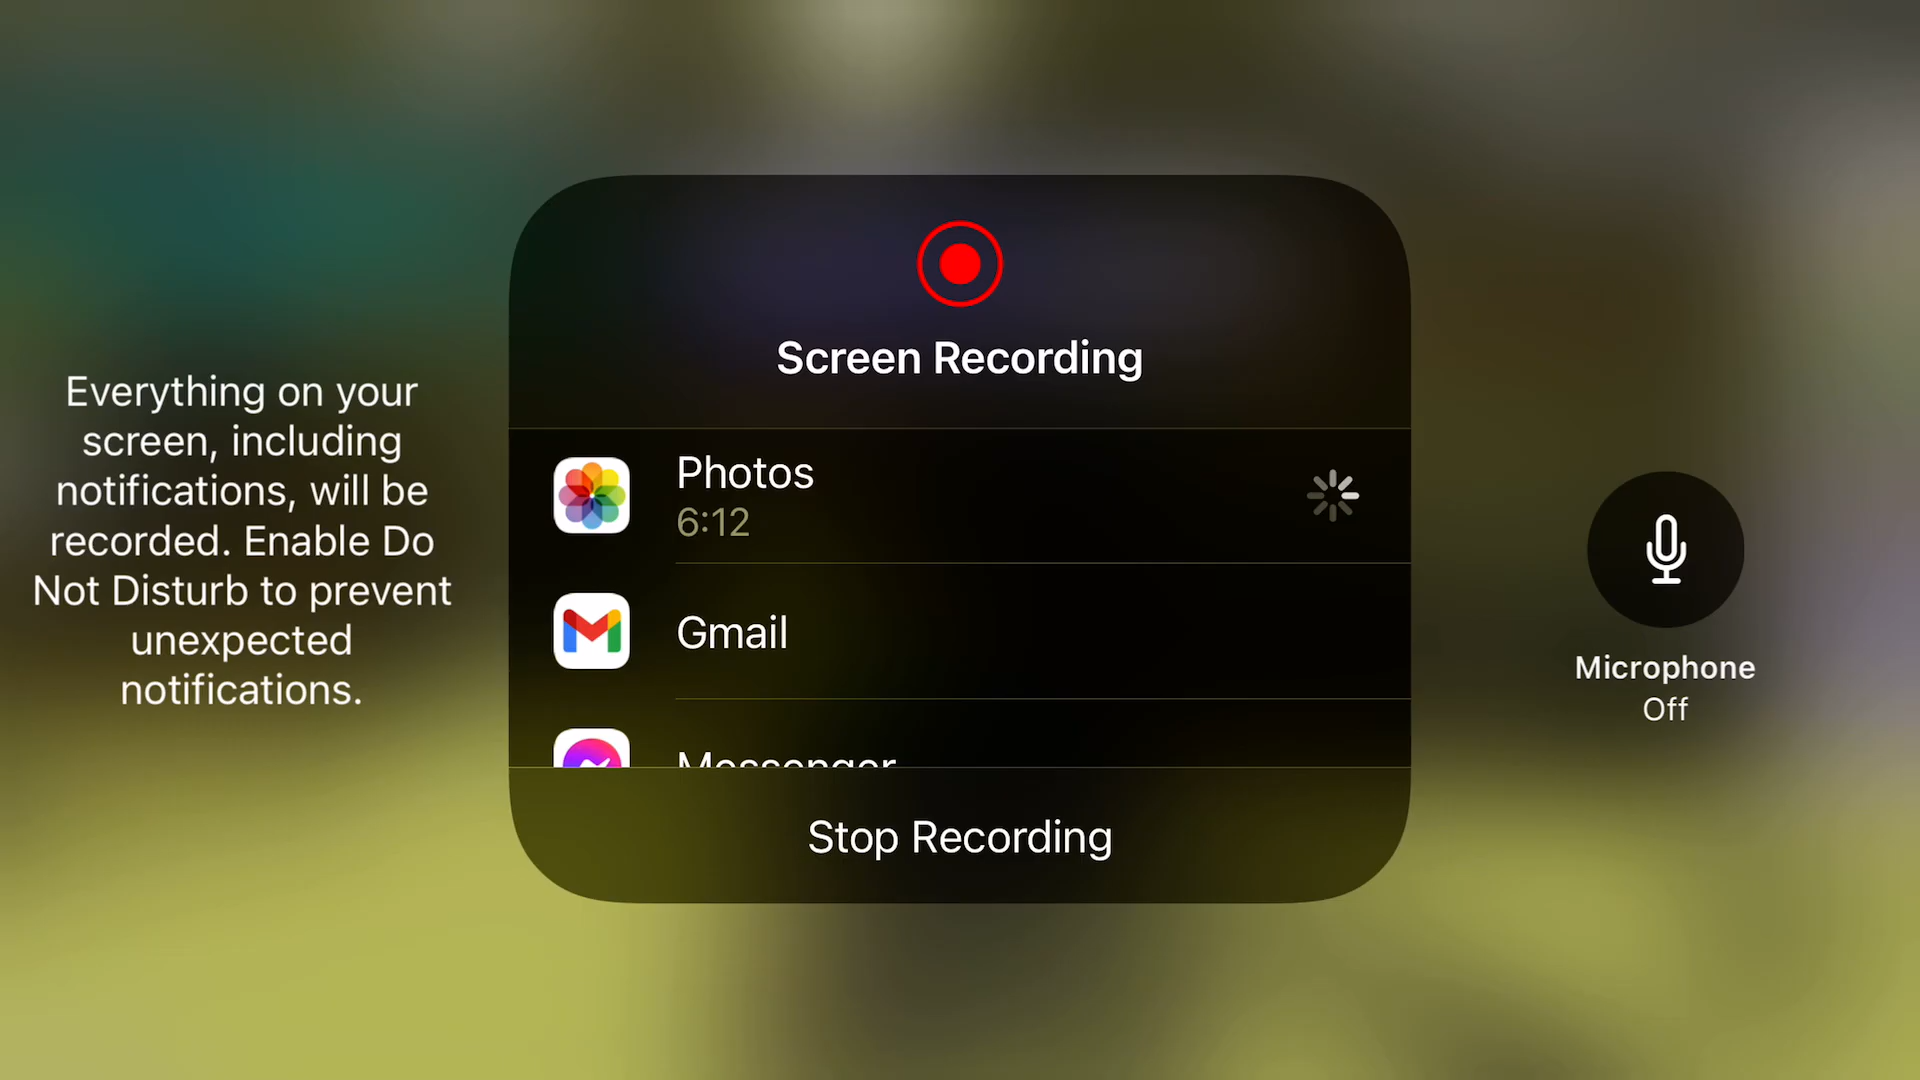 Everything on your
screen, including
notifications, will be
recorded. Enable Do
Not Disturb to prevent
unexpected
notifications.
Screen Recording
Photos
6:12
Gmail
Messenger
Stop Recording
Microphone
Off